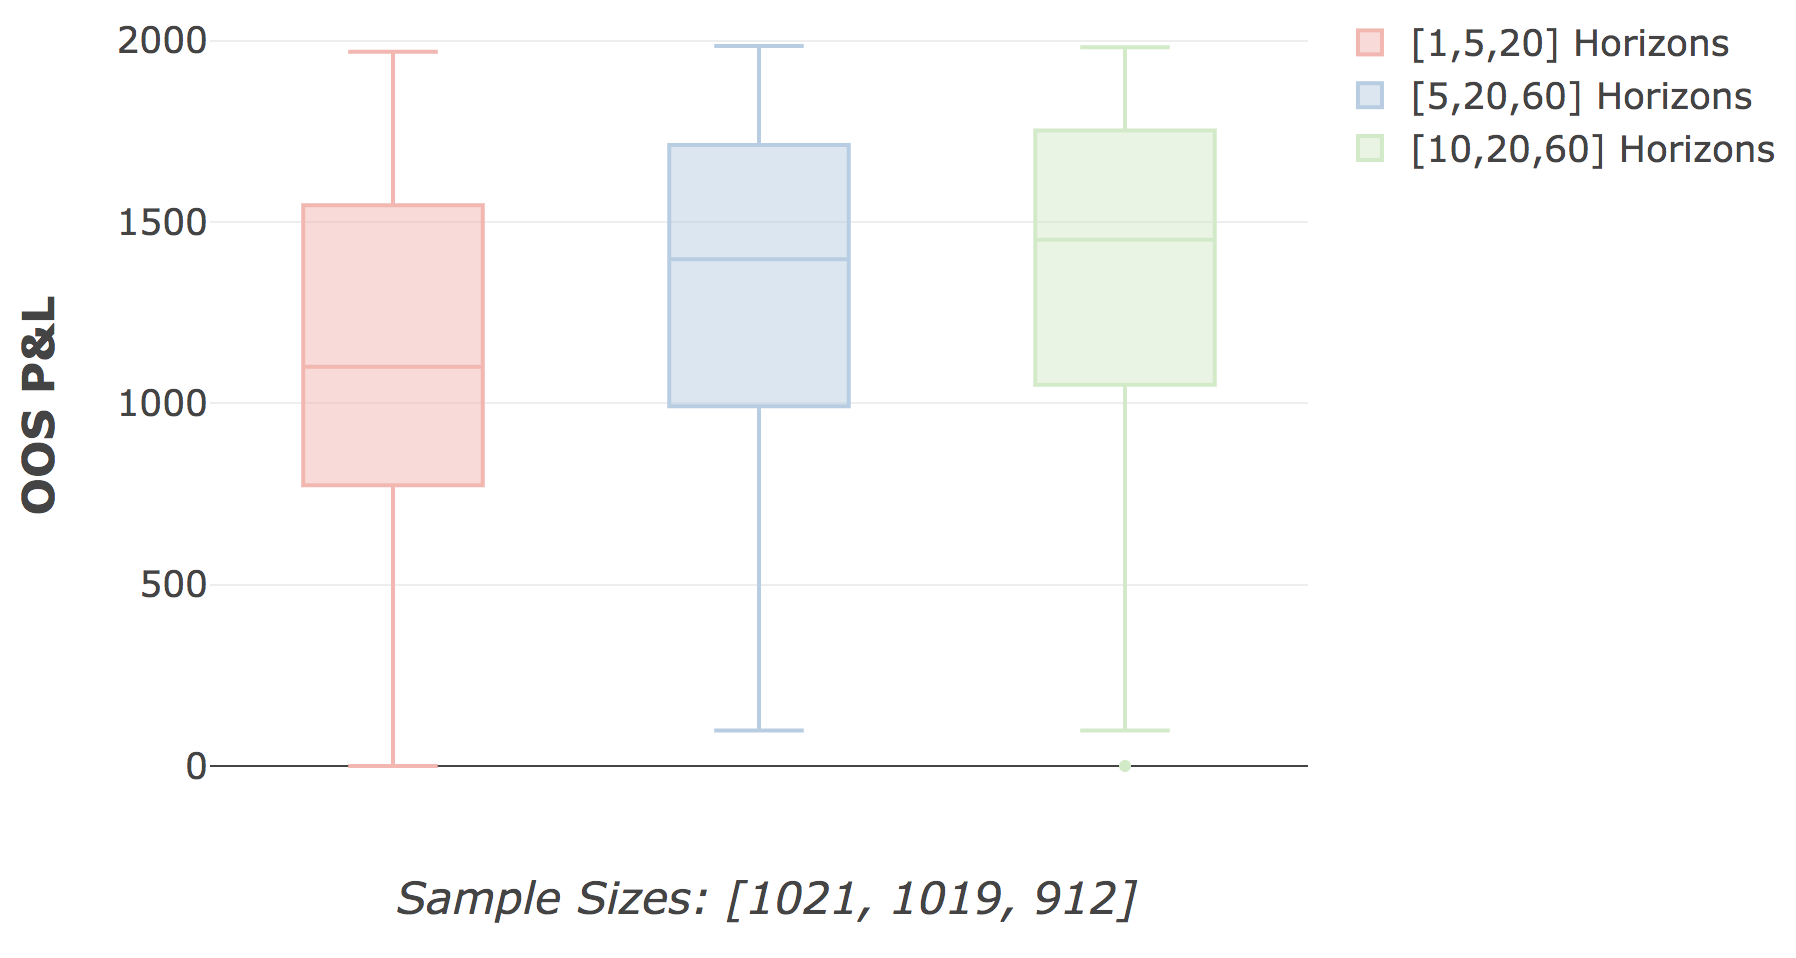 OOS P&L
2000
1500
1000
500
0
[1,5,20] Horizons
[5,20,60] Horizons
[10,20,60] Horizons
Sample Sizes: [1021, 1019, 912]